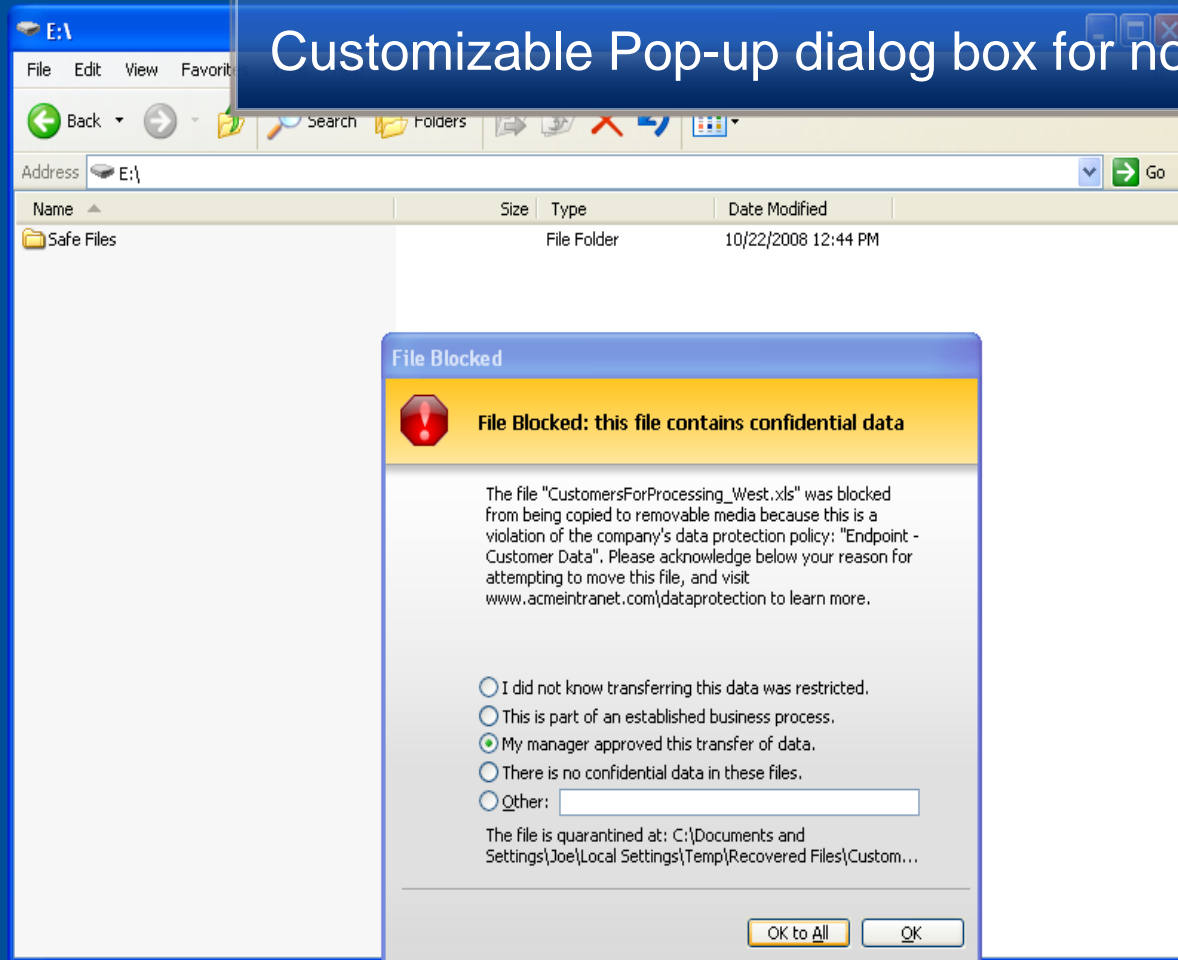 E:\
Customizable Pop-up dialog box for
File Edit View
Back Search Folders
Address E:\ Go
Name Size Type Date Modified
Safe Files File Folder 10/22/2008 12:44 PM
File Blocked
File Blocked: this file contains confidential data
The file "CustomersForProcessing_West.xls" was blocked
from being copied to removable media because this is a
violation of the company's data protection policy: "Endpoint -
Customer Data". Please acknowledge below your reason for
attempting to move this file, and visit
www.acmeintranet.com\dataprotection to learn more.
I did not know transferring this data was restricted.
This is part of an established business process.
My manager approved this transfer of data.
There is no confidential data in these files.
Other:
The file is quarantined at: C:\Documents and
Settings\Joe\Local Settings\Temp\Recovered Files\Custom...
OK to All OK